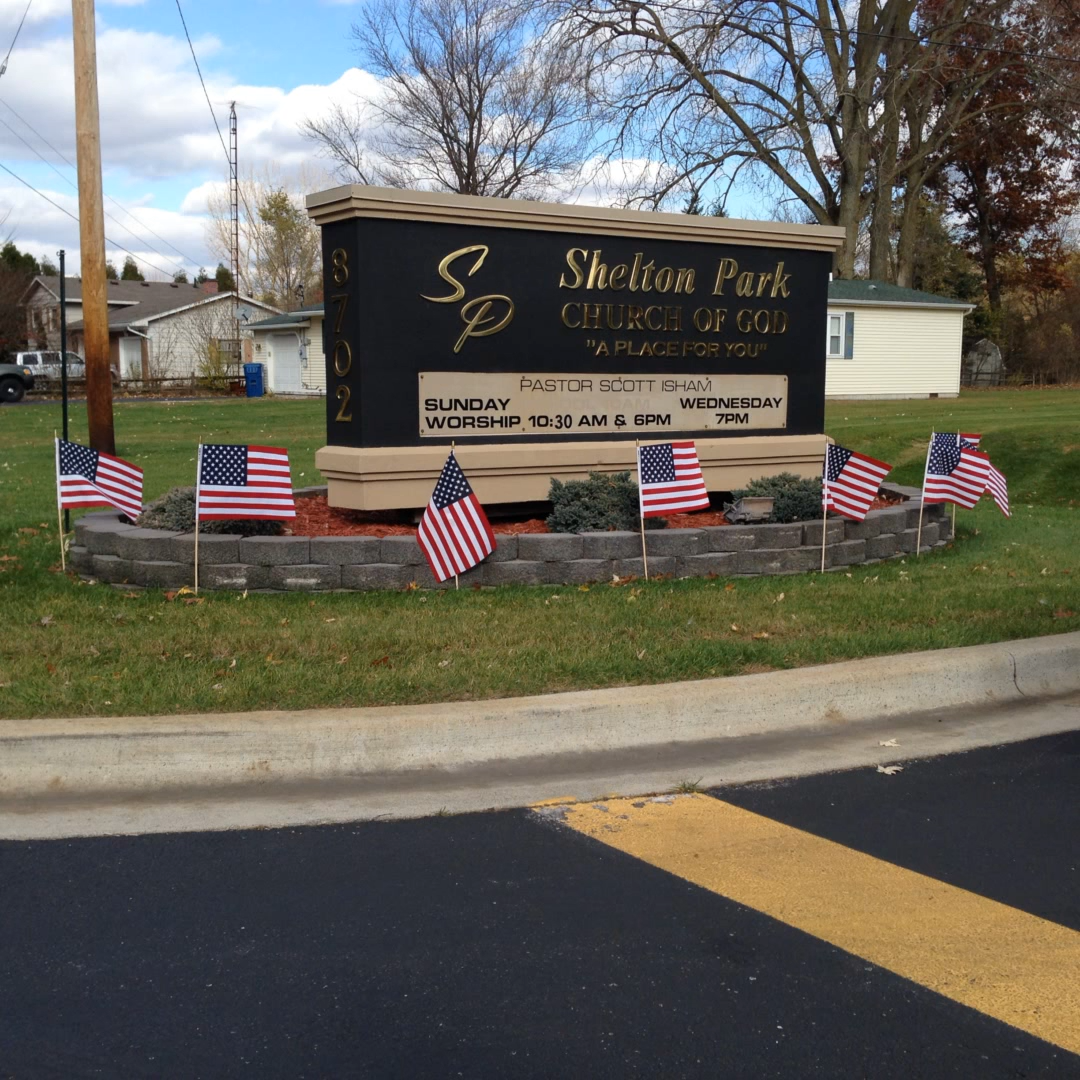 8702
SP
Shelton Park
CHURCH OF GOD
"A PLACE FOR YOU"
PASTOR SCOTT ISHAM
SUNDAY WEDNESDAY
WORSHIP 10:30 AM & 6PM 7PM